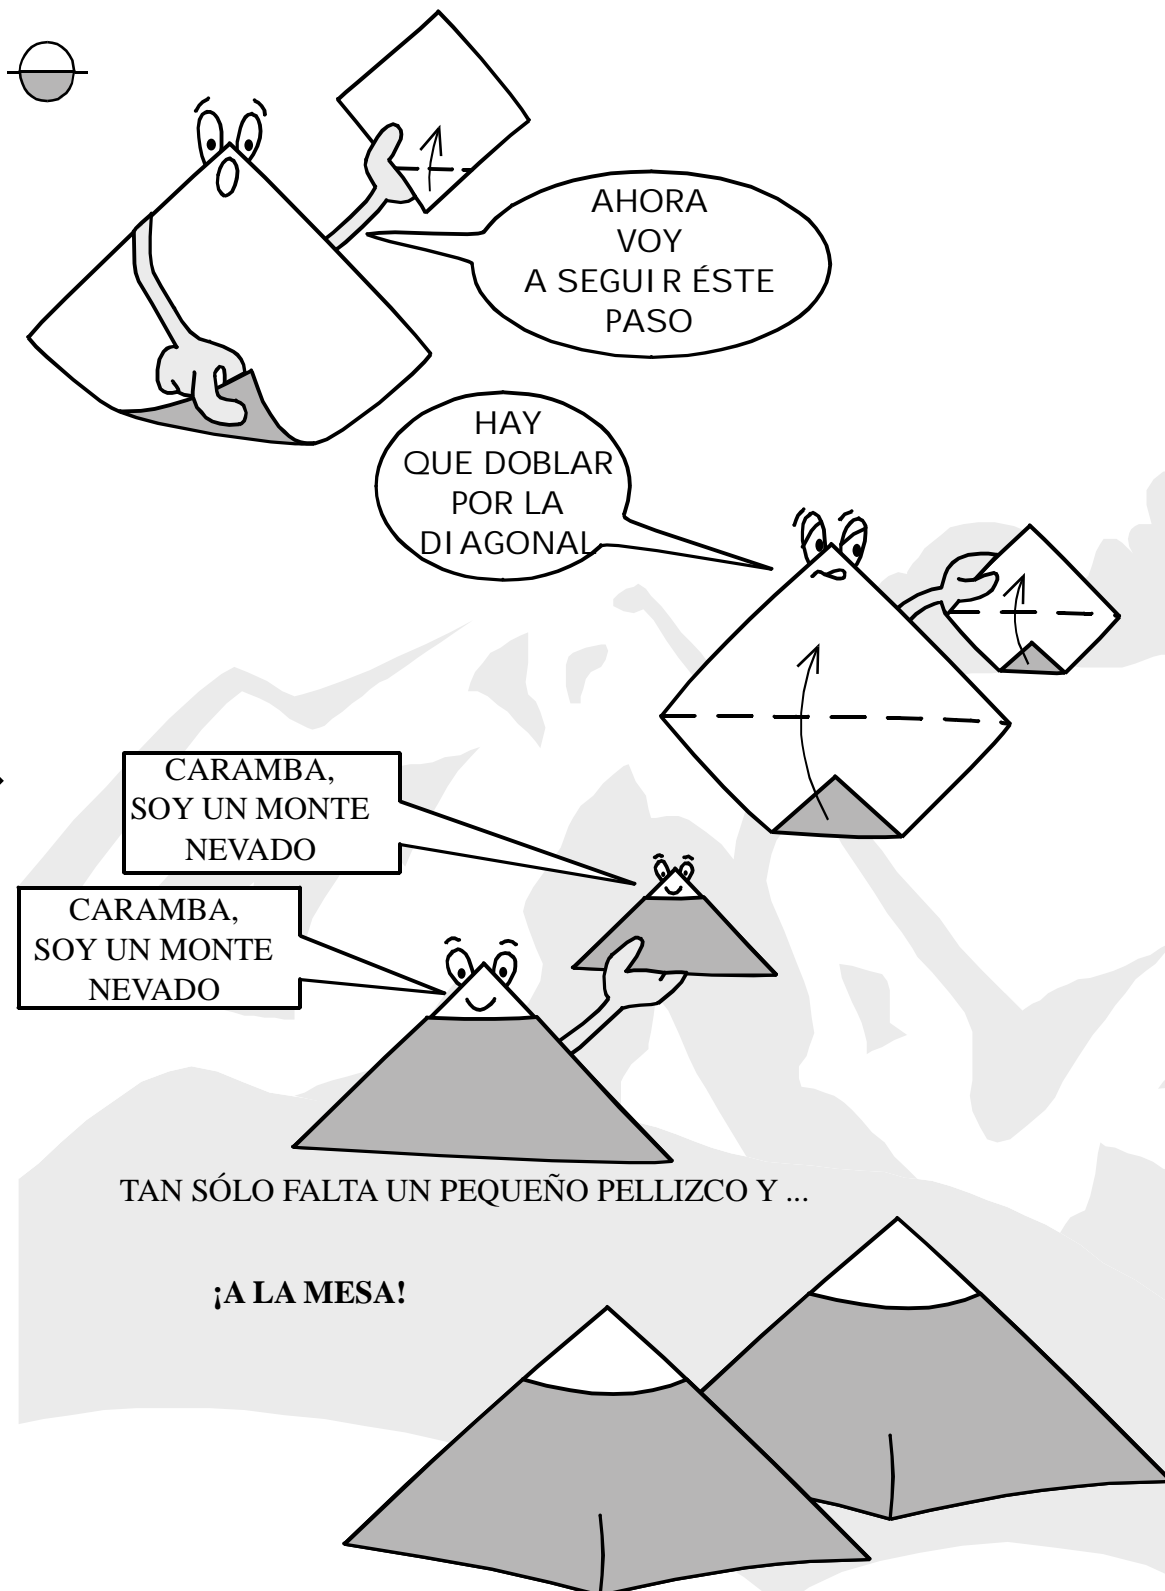 AHORA
VOY
A SEGUIR ÉSTE
PASO
HAY
QUE DOBLAR
POR LA
DIAGONAL
CARAMBA,
SOY UN MONTE
NEVADO
CARAMBA,
SOY UN MONTE
NEVADO
TAN SÓLO FALTA UN PEQUEÑO PELLIZCO Y ...
¡A LA MESA!